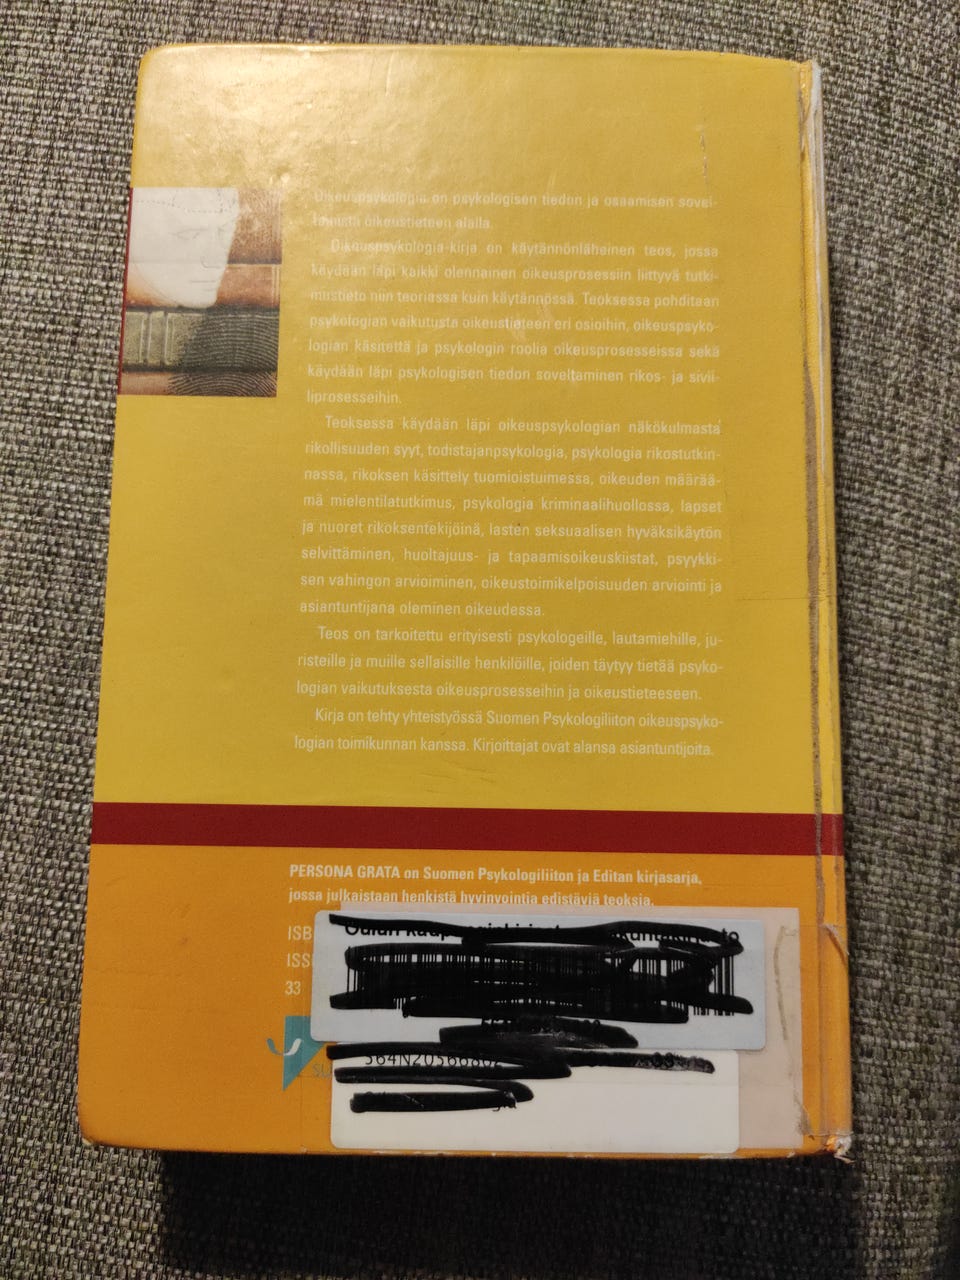 Oikeuspsykologia on psykologisen tiedon ja osaamisen sovel-
tamista oikeustieteen alalla.
Oikeuspsykologia-kirja on käytännönläheinen teos, jossa
käydään läpi kaikki olennainen oikeusprosessiin liittyvä tutki-
mustieto niin teoriassa kuin käytännössä. Teoksessa pohditaan
psykologian vaikutusta oikeustieteen eri osioihin, oikeuspsyko-
logian käsitettä ja psykologin roolia oikeusprosesseissa sekä
käydään läpi psykologisen tiedon soveltaminen rikos- ja sivii-
liprosesseihin.
Teoksessa käydään läpi oikeuspsykologian näkökulmasta
rikollisuuden syyt, todistajanpsykologia, psykologia rikostutkin-
nassa, rikoksen käsittely tuomioistuimessa, oikeuden määrää-
mä mielentilatutkimus, psykologia kriminaalihuollossa, lapset
ja nuoret rikoksentekijöinä, lasten seksuaalisen hyväksikäytön
selvittäminen, huoltajuus- ja tapaamisoikeuskiistat, psyykki-
sen vahingon arvioiminen, oikeustoimikelpoisuuden arviointi ja
asiantuntijana oleminen oikeudessa.
Teos on tarkoitettu erityisesti psykologeille, lautamiehille, ju-
risteille ja muille sellaisille henkilöille, joiden täytyy tietää psyko-
logian vaikutuksesta oikeusprosesseihin ja oikeustieteeseen.
Kirja on tehty yhteistyössä Suomen Psykologiliiton oikeuspsyko-
logian toimikunnan kanssa. Kirjoittajat ovat alansa asiantuntijoita.
PERSONA GRATA on Suomen Psykologiliiton ja Editan kirjasarja,
jossa julkaistaan henkistä hyvinvointia edistäviä teoksia.
ISB
ISS
33